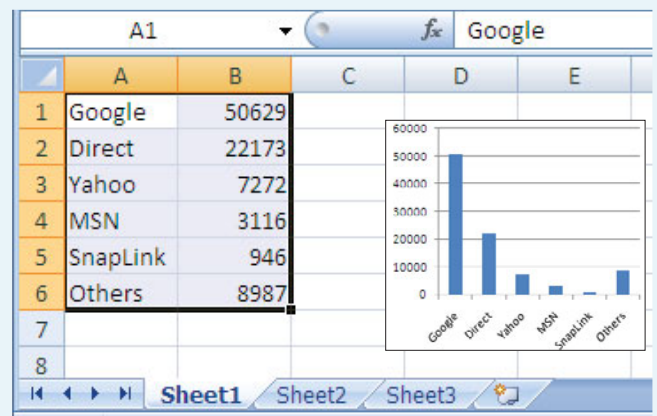 A1 fx Google
A B C D E
1 Google 50629
2 Direct 22173
3 Yahoo 7272
4 MSN 3116
5 SnapLink 946
6 Others 8987
7
8
60000
50000
40000
30000
20000
10000
0
Google Direct Yahoo MSN SnapLink Others
Sheet1 Sheet2 Sheet3